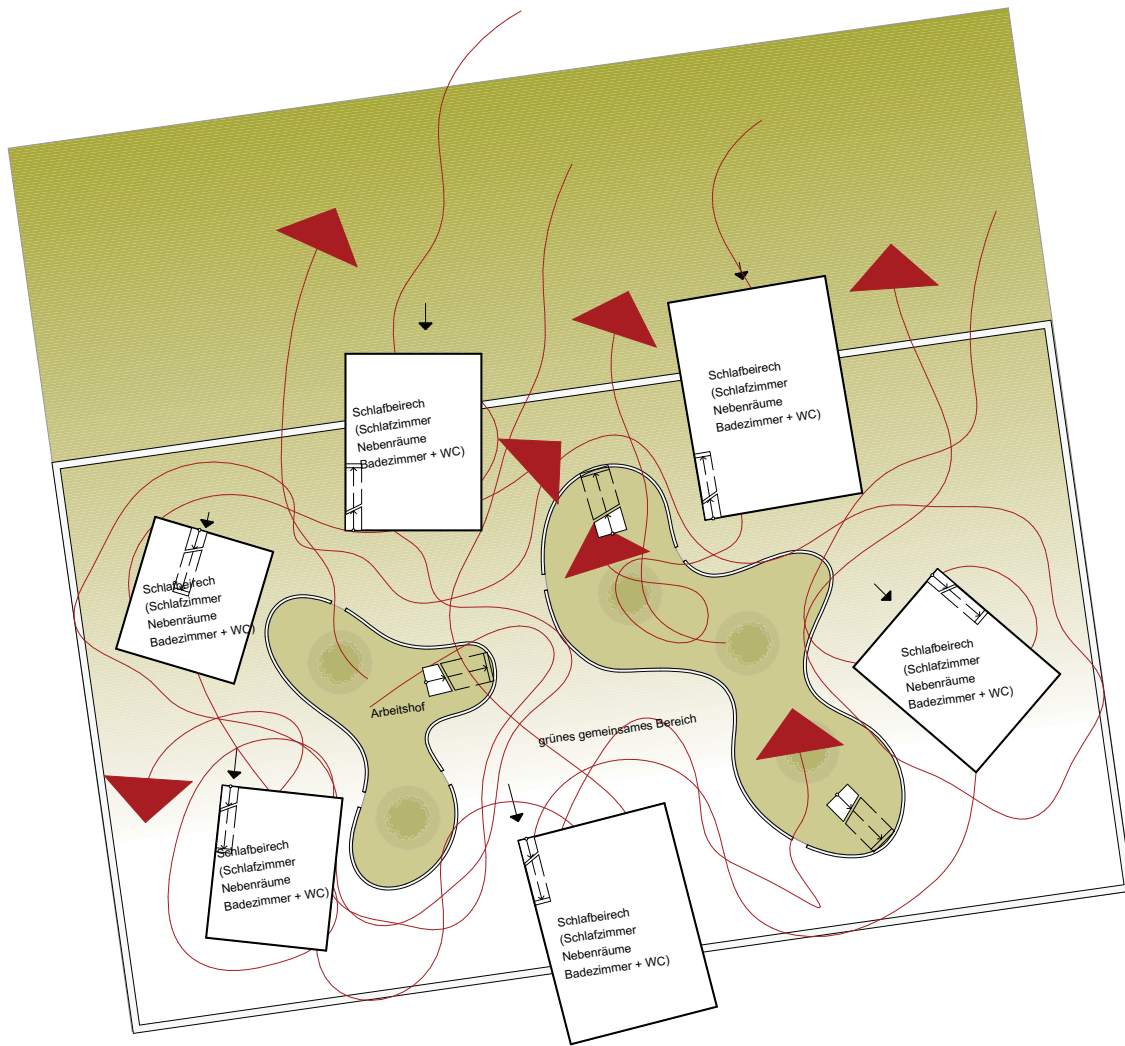 Schlafbeirech
(Schlafzimmer
Nebenräume
Badezimmer + WC)
Schlafbeirech
(Schlafzimmer
Nebenräume
Badezimmer + WC)
Schlafbeirech
(Schlafzimmer
Nebenräume
Badezimmer + WC)
Schlafbeirech
(Schlafzimmer
Nebenräume
Badezimmer + WC)
Arbeitshof
grünes gemeinsames Bereich
Schlafbeirech
(Schlafzimmer
Nebenräume
Badezimmer + WC)
Schlafbeirech
(Schlafzimmer
Nebenräume
Badezimmer + WC)